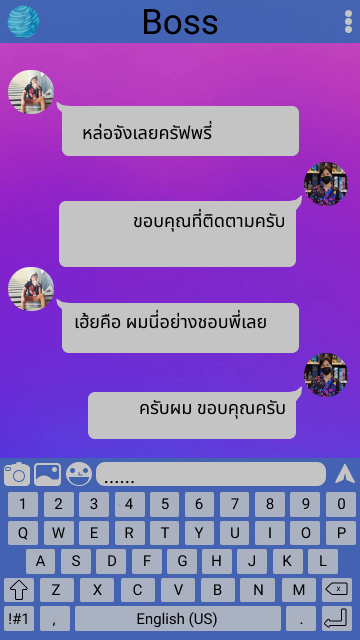 Boss
หล่อจังเลยครัฟพรี่
ขอบคุณที่ติดตามครับ
เฮ้ยคือ ผมนี่อย่างชอบพี่เลย
ครับผม ขอบคุณครับ
......
1 2 3 4 5 6 7 8 9 0
Q W E R T Y U I O P
A S D F G H J K L
Z X C V B N M x
!#1 , English (US) .